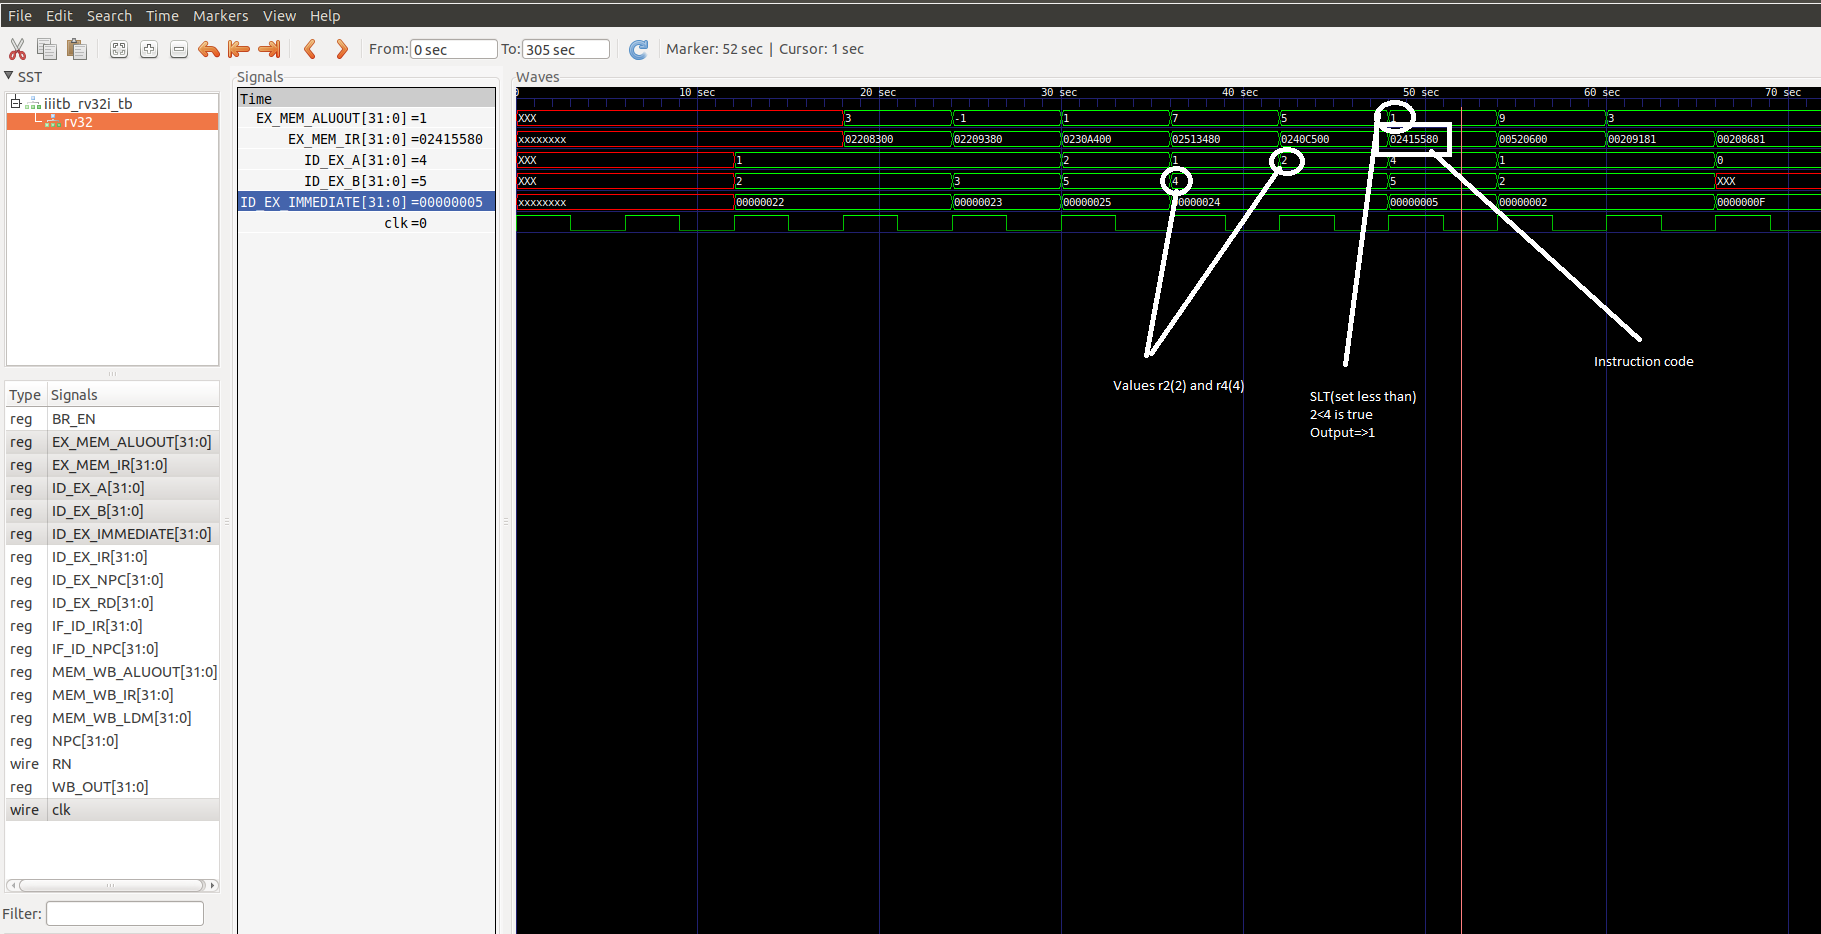 File Edit Search Time Markers View Help
From: 0 sec To: 305 sec Marker: 52 sec | Cursor: 1 sec
SST
iiitb_rv32i_tb
rv32
Type Signals
reg BR_EN
reg EX_MEM_ALUOUT[31:0]
reg EX_MEM_IR[31:0]
reg ID_EX_A[31:0]
reg ID_EX_B[31:0]
reg ID_EX_IMMEDIATE[31:0]
reg ID_EX_IR[31:0]
reg ID_EX_NPC[31:0]
reg ID_EX_RD[31:0]
reg IF_ID_IR[31:0]
reg IF_ID_NPC[31:0]
reg MEM_WB_ALUOUT[31:0]
reg MEM_WB_IR[31:0]
reg MEM_WB_LDM[31:0]
reg NPC[31:0]
wire RN
reg WB_OUT[31:0]
wire clk
Filter:
Signals
Time
EX_MEM_ALUOUT[31:0] =1
EX_MEM_IR[31:0] =02415580
ID_EX_A[31:0] =4
ID_EX_B[31:0] =5
ID_EX_IMMEDIATE[31:0] =00000005
clk =0
Waves
0 10 sec 20 sec 30 sec 40 sec 50 sec 60 sec 70 sec
XXX 3 -1 1 7 5 1 9 3
xxxxxxxx 02208300 02209380 0230A400 02513480 0240C500 02415580 00520600 00209181 00208681
XXX 1 2 1 2 4 1 0
XXX 2 3 5 4 5 2 XXX
xxxxxxxx 00000022 00000023 00000025 00000024 00000005 00000002 0000000F
Values r2(2) and r4(4)
SLT(set less than)
2<4 is true
Output=>1
Instruction code